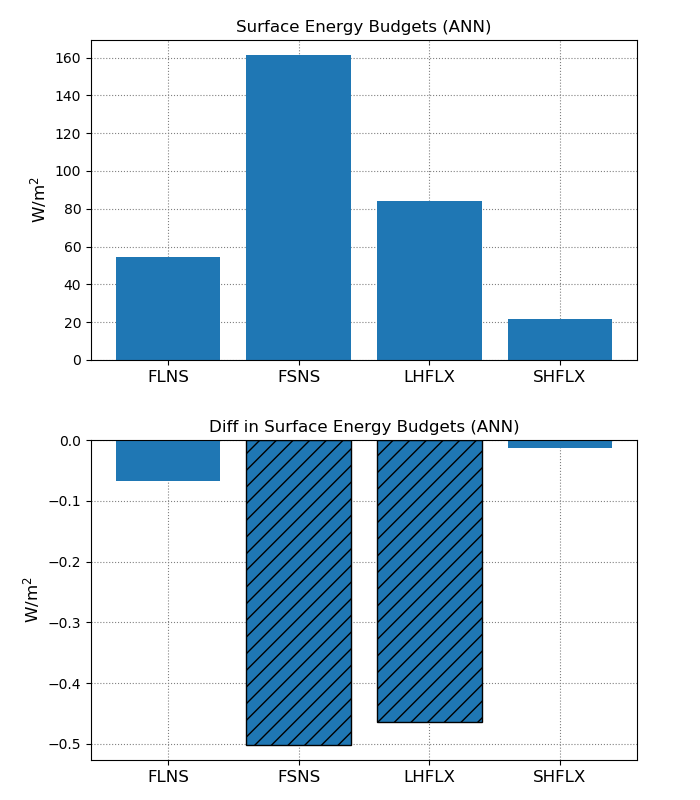 Surface Energy Budgets (ANN)
160
140
120
100
80
60
40
20
0
W/m²
FLNS FSNS LHFLX SHFLX
Diff in Surface Energy Budgets (ANN)
0.0
−0.1
−0.2
−0.3
−0.4
−0.5
W/m²
FLNS FSNS LHFLX SHFLX